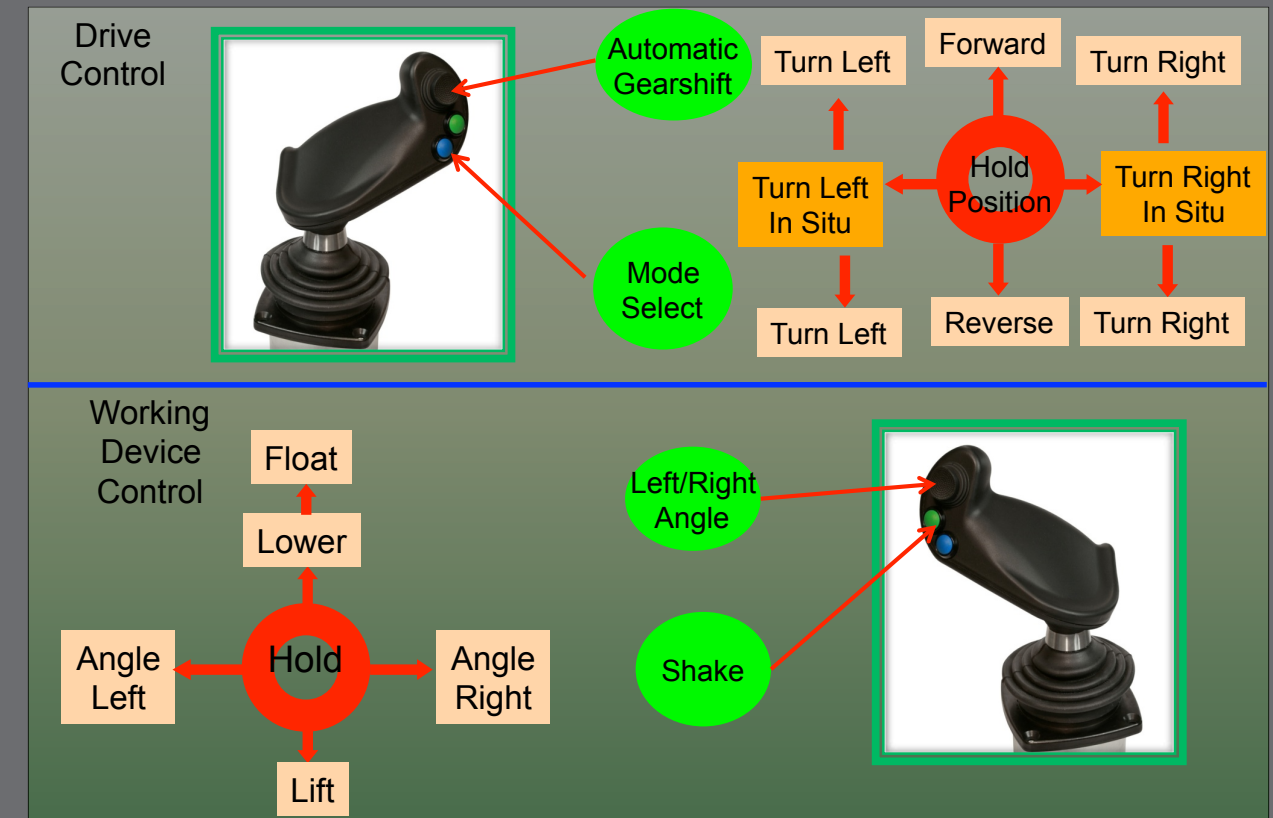 Drive
Control
Automatic
Gearshift
Mode
Select
Turn Left
Forward
Turn Right
Turn Left
In Situ
Hold
Position
Turn Right
In Situ
Turn Left
Reverse
Turn Right
Working
Device
Control
Float
Lower
Angle
Left
Hold
Angle
Right
Lift
Left/Right
Angle
Shake